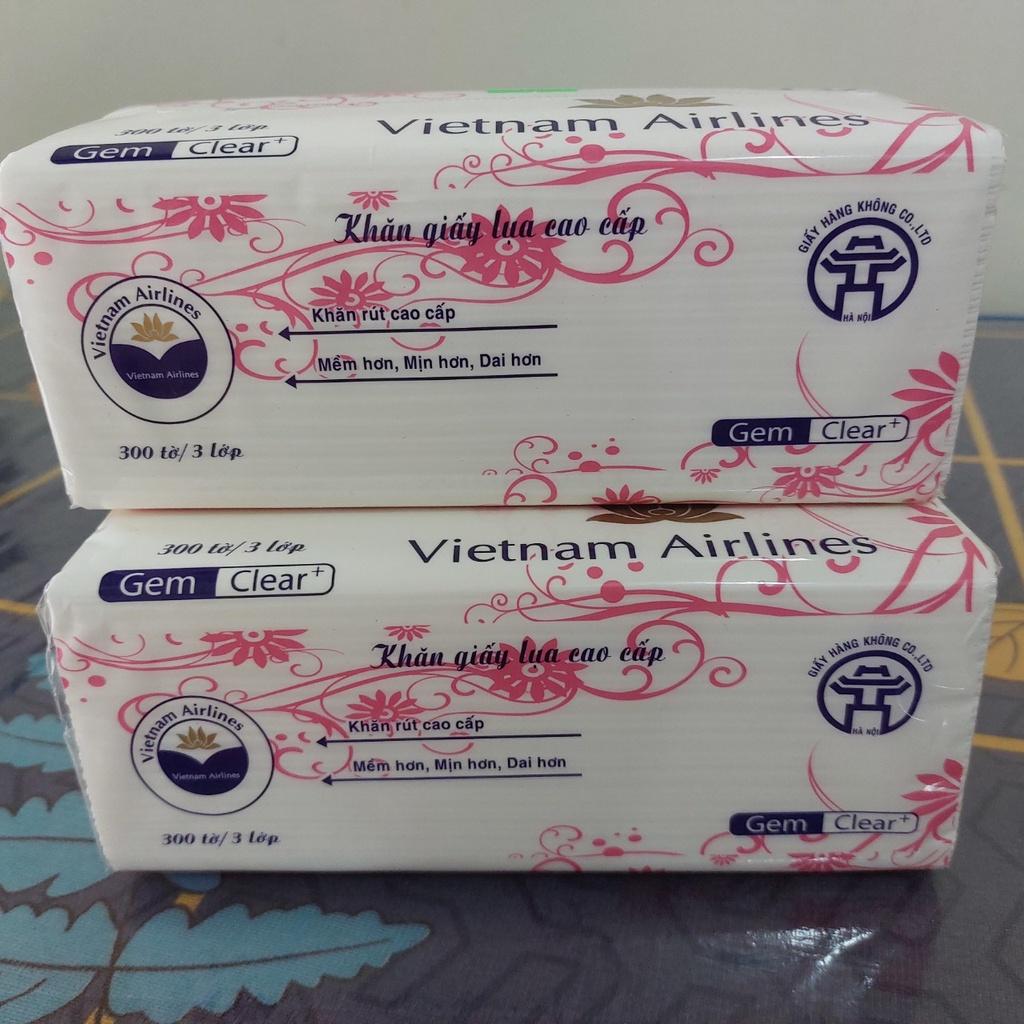 300 tờ/ 3 lớp
Gem Clear+
Vietnam Airlines
Khăn giấy lụa cao cấp
GIẤY HÀNG KHÔNG CO.,LTD
HÀ NỘI
Vietnam Airlines
Vietnam Airlines
Khăn rút cao cấp
Mềm hơn, Mịn hơn, Dai hơn
300 tờ/ 3 lớp
Gem Clear+
300 tờ/ 3 lớp
Gem Clear+
Vietnam Airlines
Khăn giấy lụa cao cấp
GIẤY HÀNG KHÔNG CO.,LTD
HÀ NỘI
Vietnam Airlines
Vietnam Airlines
Khăn rút cao cấp
Mềm hơn, Mịn hơn, Dai hơn
300 tờ/ 3 lớp
Gem Clear+